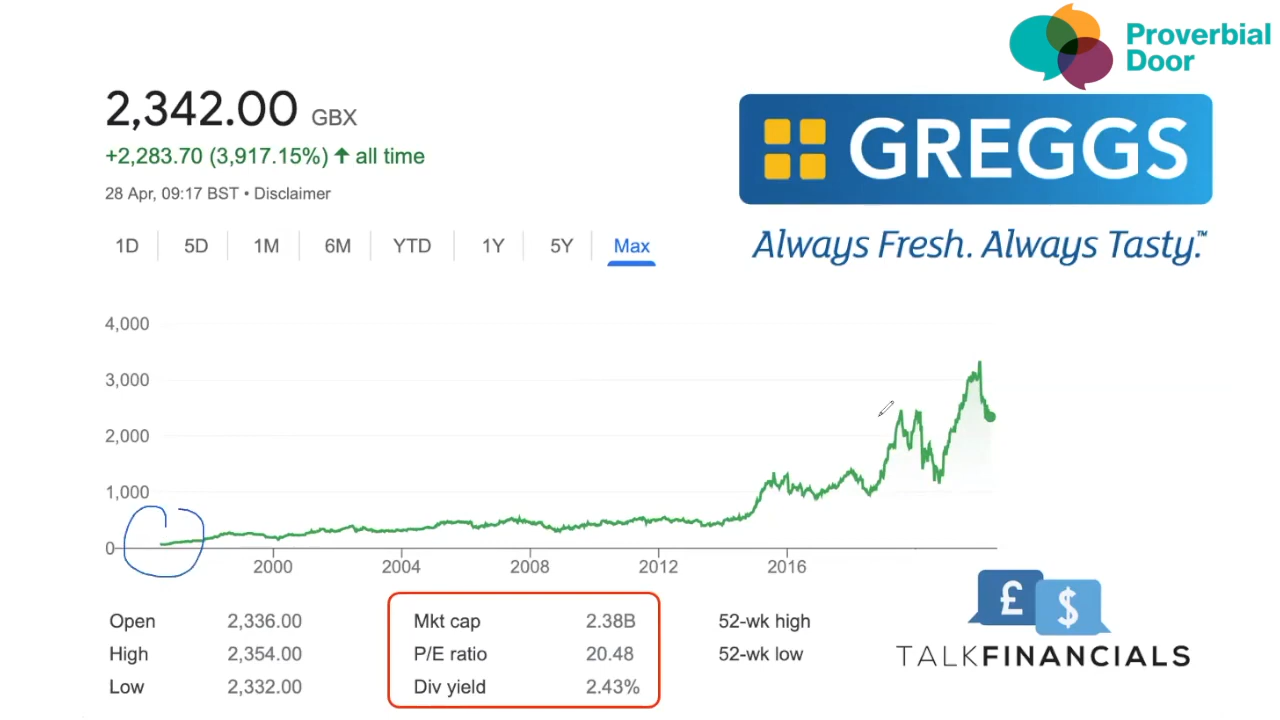 Proverbial
Door
2,342.00 GBX
+2,283.70 (3,917.15%) ↑ all time
28 Apr, 09:17 BST • Disclaimer
GREGGS
Always Fresh. Always Tasty.™
1D 5D 1M 6M YTD 1Y 5Y Max
4,000
3,000
2,000
1,000
0
2000 2004 2008 2012 2016
Open 2,336.00 Mkt cap 2.38B 52-wk high
High 2,354.00 P/E ratio 20.48 52-wk low
Low 2,332.00 Div yield 2.43%
£ $
TALKFINANCIALS